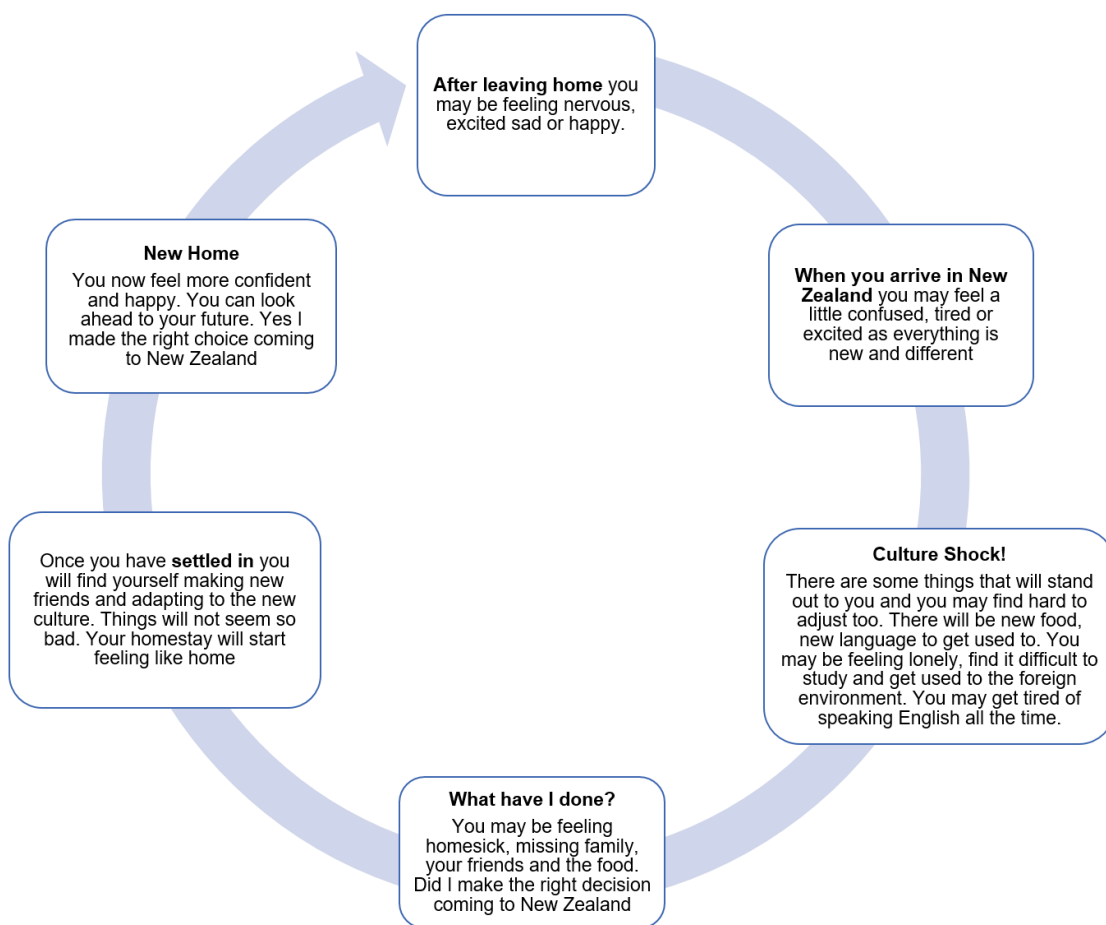 After leaving home you
may be feeling nervous,
excited sad or happy.
When you arrive in New
Zealand you may feel a
little confused, tired or
excited as everything is
new and different
Culture Shock!
There are some things that will stand
out to you and you may find hard to
adjust too. There will be new food,
new language to get used to. You
may be feeling lonely, find it difficult to
study and get used to the foreign
environment. You may get tired of
speaking English all the time.
What have I done?
You may be feeling
homesick, missing family,
your friends and the food.
Did I make the right decision
coming to New Zealand
Once you have settled in you
will find yourself making new
friends and adapting to the new
culture. Things will not seem so
bad. Your homestay will start
feeling like home
New Home
You now feel more confident
and happy. You can look
ahead to your future. Yes I
made the right choice coming
to New Zealand